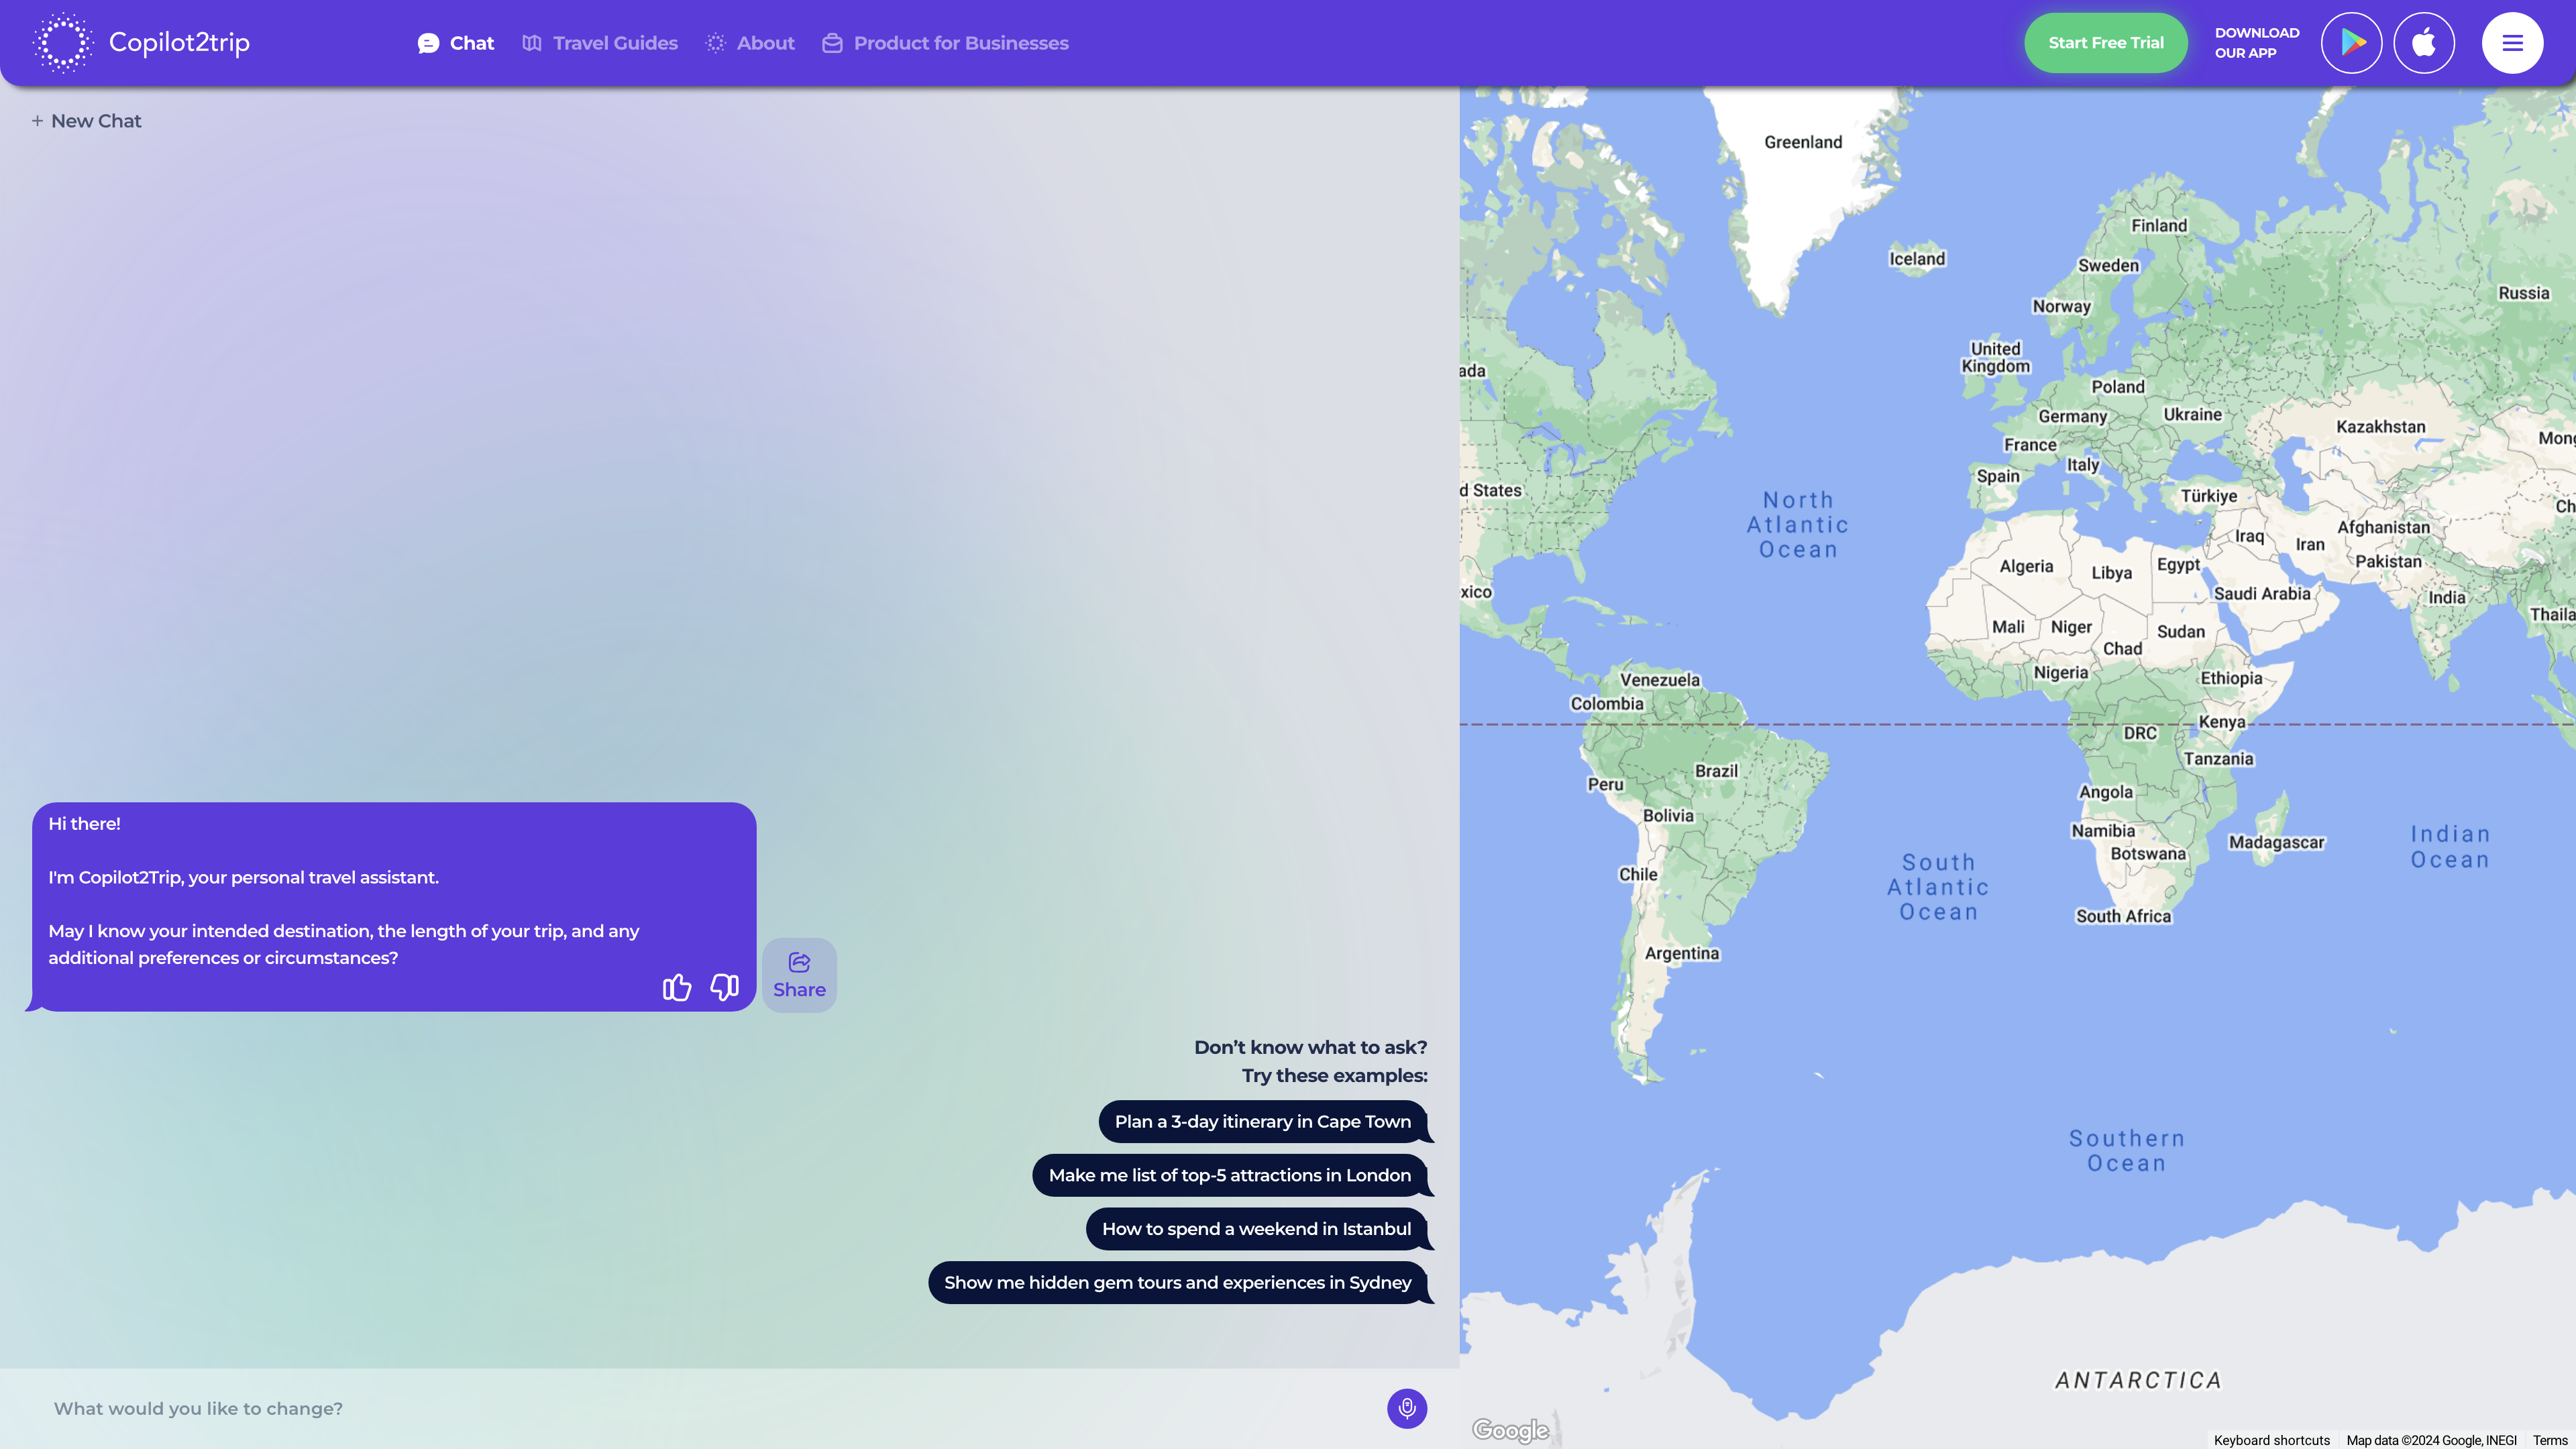 Copilot2trip
Chat
Travel Guides
About
Product for Businesses
Start Free Trial
DOWNLOAD
OUR APP
+ New Chat
Hi there!
I'm Copilot2Trip, your personal travel assistant.
May I know your intended destination, the length of your trip, and any
additional preferences or circumstances?
Share
Don’t know what to ask?
Try these examples:
Plan a 3-day itinerary in Cape Town
Make me list of top-5 attractions in London
How to spend a weekend in Istanbul
Show me hidden gem tours and experiences in Sydney
What would you like to change?
Greenland
Finland
Iceland
Sweden
Russia
Norway
United
Kingdom
ada
Poland
Germany
Ukraine
Kazakhstan
France
Mong
Italy
Spain
d States
Türkiye
North
Atlantic
Ocean
Ch
Afghanistan
Iraq
Iran
Pakistan
Algeria
Libya
Egypt
xico
Saudi Arabia
India
Thaila
Mali
Niger
Sudan
Chad
Nigeria
Ethiopia
Venezuela
Colombia
Kenya
DRC
Tanzania
Brazil
Peru
Angola
Bolivia
Namibia
Madagascar
Botswana
Indian
Ocean
Chile
South
Atlantic
Ocean
South Africa
Argentina
Southern
Ocean
ANTARCTICA
Google
Keyboard shortcuts
Map data ©2024 Google, INEGI
Terms